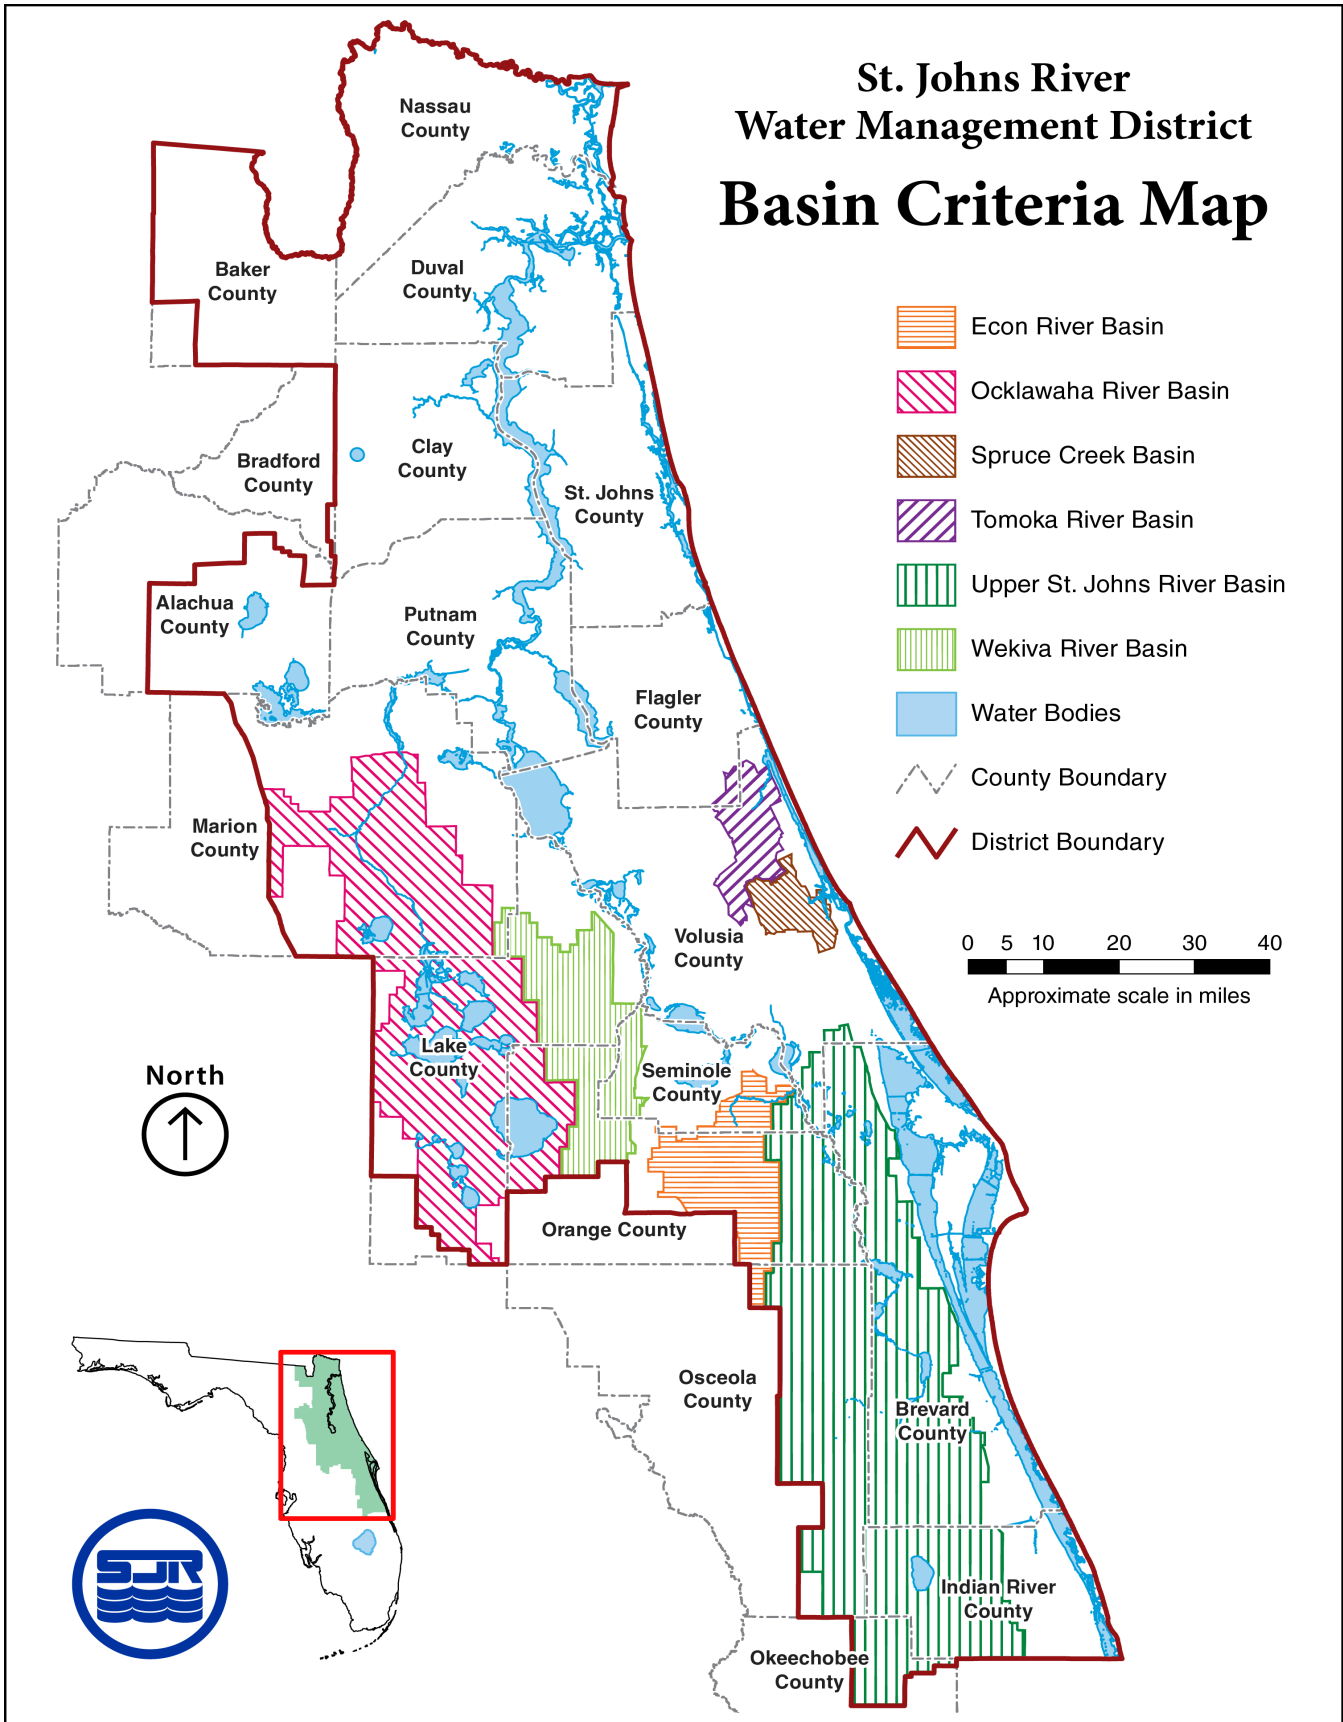 St. Johns River
Water Management District
Basin Criteria Map
Nassau
County
Baker
County
Duval
County
Bradford
County
Clay
County
St. Johns
County
Alachua
County
Putnam
County
Flagler
County
Marion
County
Volusia
County
Lake
County
Seminole
County
Orange County
Osceola
County
Brevard
County
Indian River
County
Okeechobee
County
Econ River Basin
Ocklawaha River Basin
Spruce Creek Basin
Tomoka River Basin
Upper St. Johns River Basin
Wekiva River Basin
Water Bodies
County Boundary
District Boundary
0 5 10 20 30 40
Approximate scale in miles
North
SJR